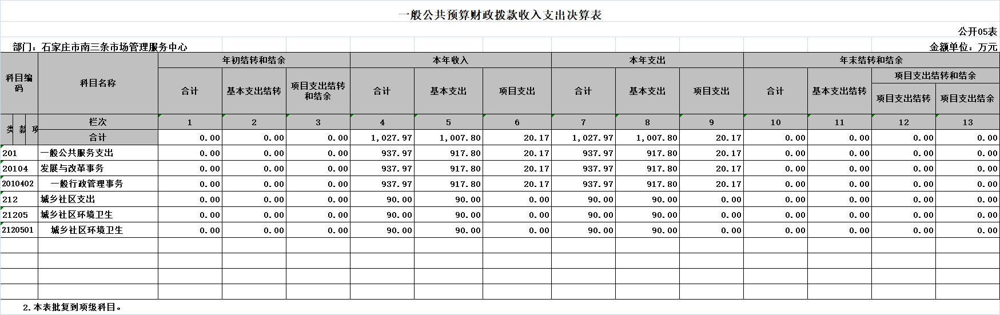 一般公共预算财政拨款收入支出决算表
公开05表
部门：石家庄市南三条市场管理服务中心 金额单位：万元
科目编码 科目名称 年初结转和结余 本年收入 本年支出 年末结转和结余
合计 基本支出结转 项目支出结转和结余 合计 基本支出 项目支出 合计 基本支出 项目支出 合计 基本支出结转 项目支出结转和结余
项目支出结转 项目支出结余
类 款 项 栏次 1 2 3 4 5 6 7 8 9 10 11 12 13
合计 0.00 0.00 0.00 1,027.97 1,007.80 20.17 1,027.97 1,007.80 20.17 0.00 0.00 0.00 0.00
201 一般公共服务支出 0.00 0.00 0.00 937.97 917.80 20.17 937.97 917.80 20.17 0.00 0.00 0.00 0.00
20104 发展与改革事务 0.00 0.00 0.00 937.97 917.80 20.17 937.97 917.80 20.17 0.00 0.00 0.00 0.00
2010402 一般行政管理事务 0.00 0.00 0.00 937.97 917.80 20.17 937.97 917.80 20.17 0.00 0.00 0.00 0.00
212 城乡社区支出 0.00 0.00 0.00 90.00 90.00 0.00 90.00 90.00 0.00 0.00 0.00 0.00 0.00
21205 城乡社区环境卫生 0.00 0.00 0.00 90.00 90.00 0.00 90.00 90.00 0.00 0.00 0.00 0.00 0.00
2120501 城乡社区环境卫生 0.00 0.00 0.00 90.00 90.00 0.00 90.00 90.00 0.00 0.00 0.00 0.00 0.00
2.本表批复到项级科目。